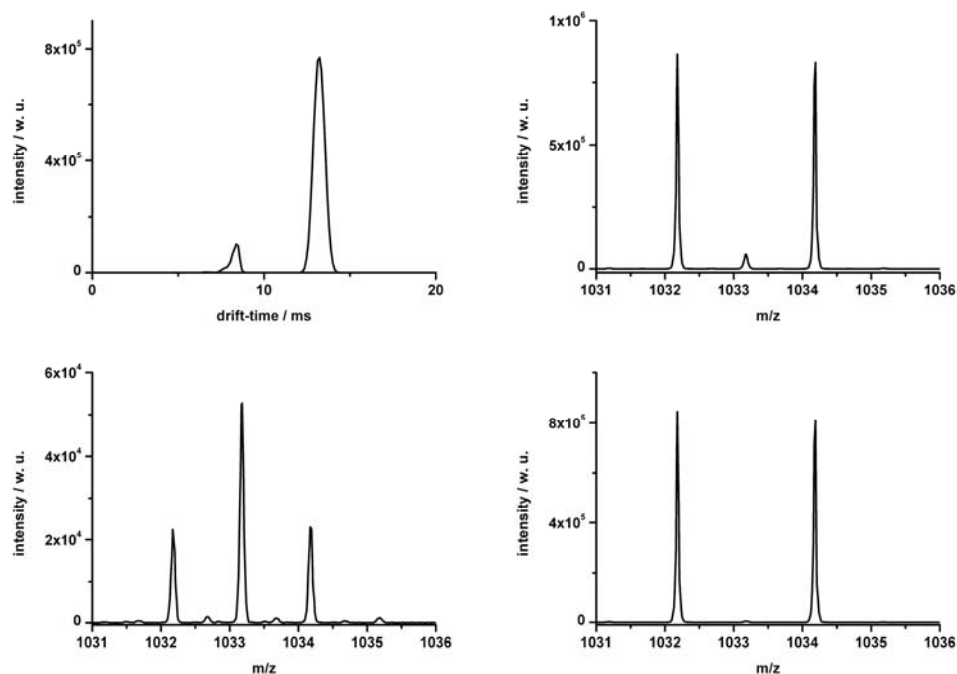 intensity / w. u.
8x10⁵
4x10⁵
0
0 10 20
drift-time / ms
intensity / w. u.
1x10⁶
5x10⁵
0
1031 1032 1033 1034 1035 1036
m/z
intensity / w. u.
6x10⁴
4x10⁴
2x10⁴
0
1031 1032 1033 1034 1035 1036
m/z
intensity / w. u.
8x10⁵
4x10⁵
0
1031 1032 1033 1034 1035 1036
m/z